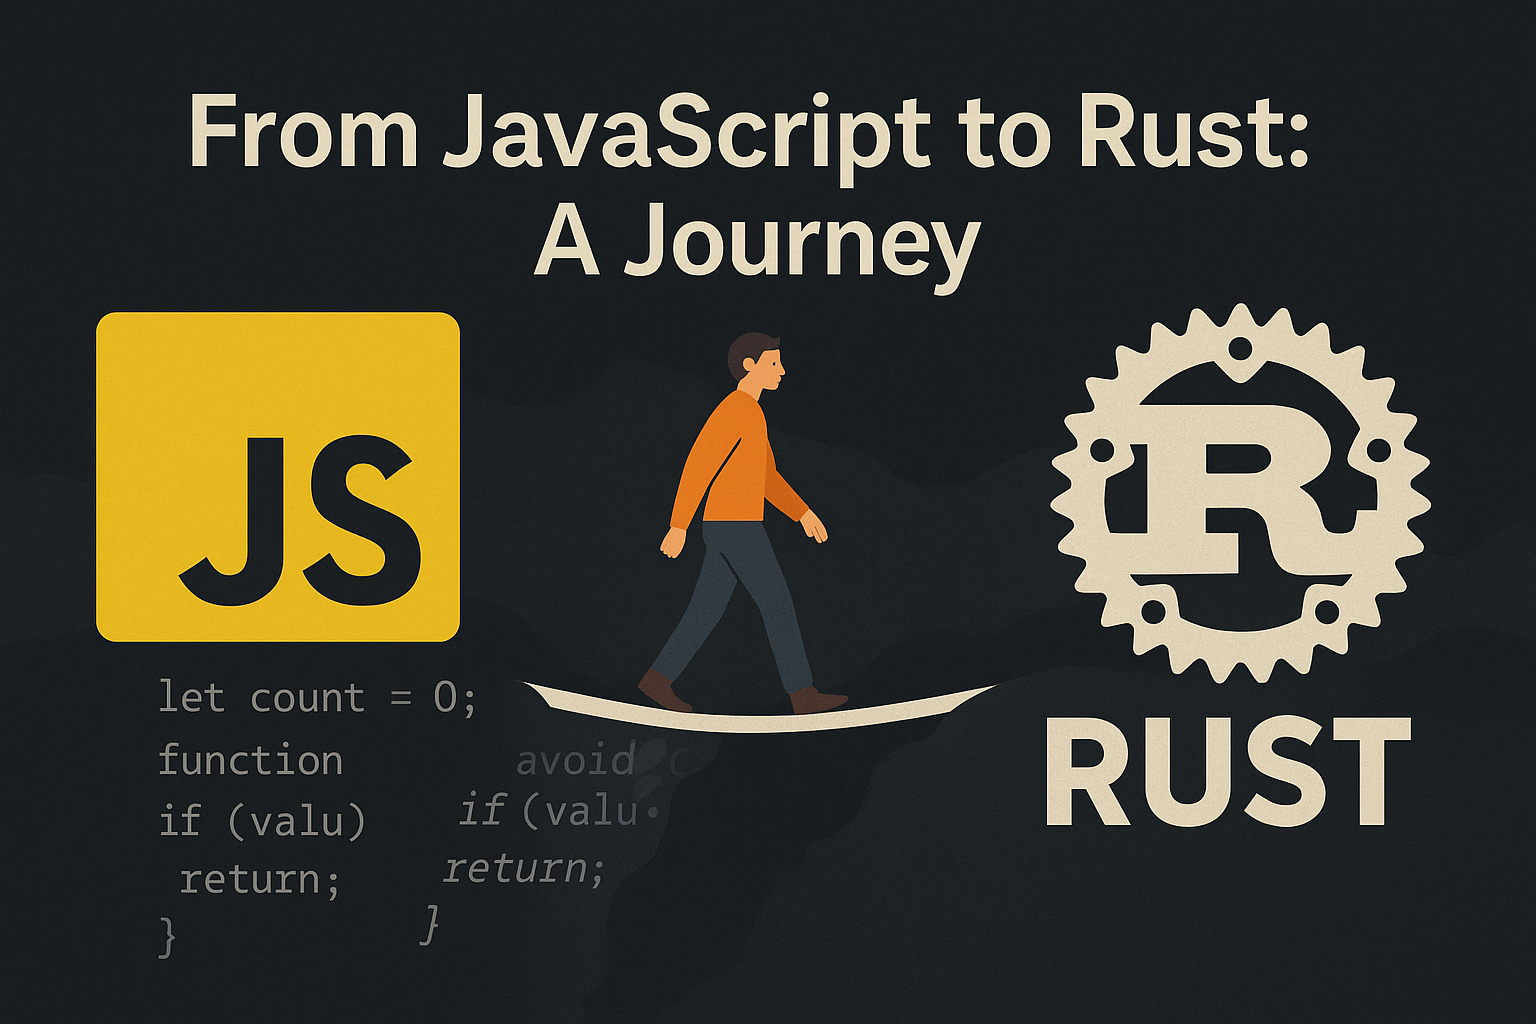 From JavaScript to Rust:
A Journey
JS
R
RUST
let count = 0;
function
if (valu)
return;
}
avoid c
if (valu•
return;
}